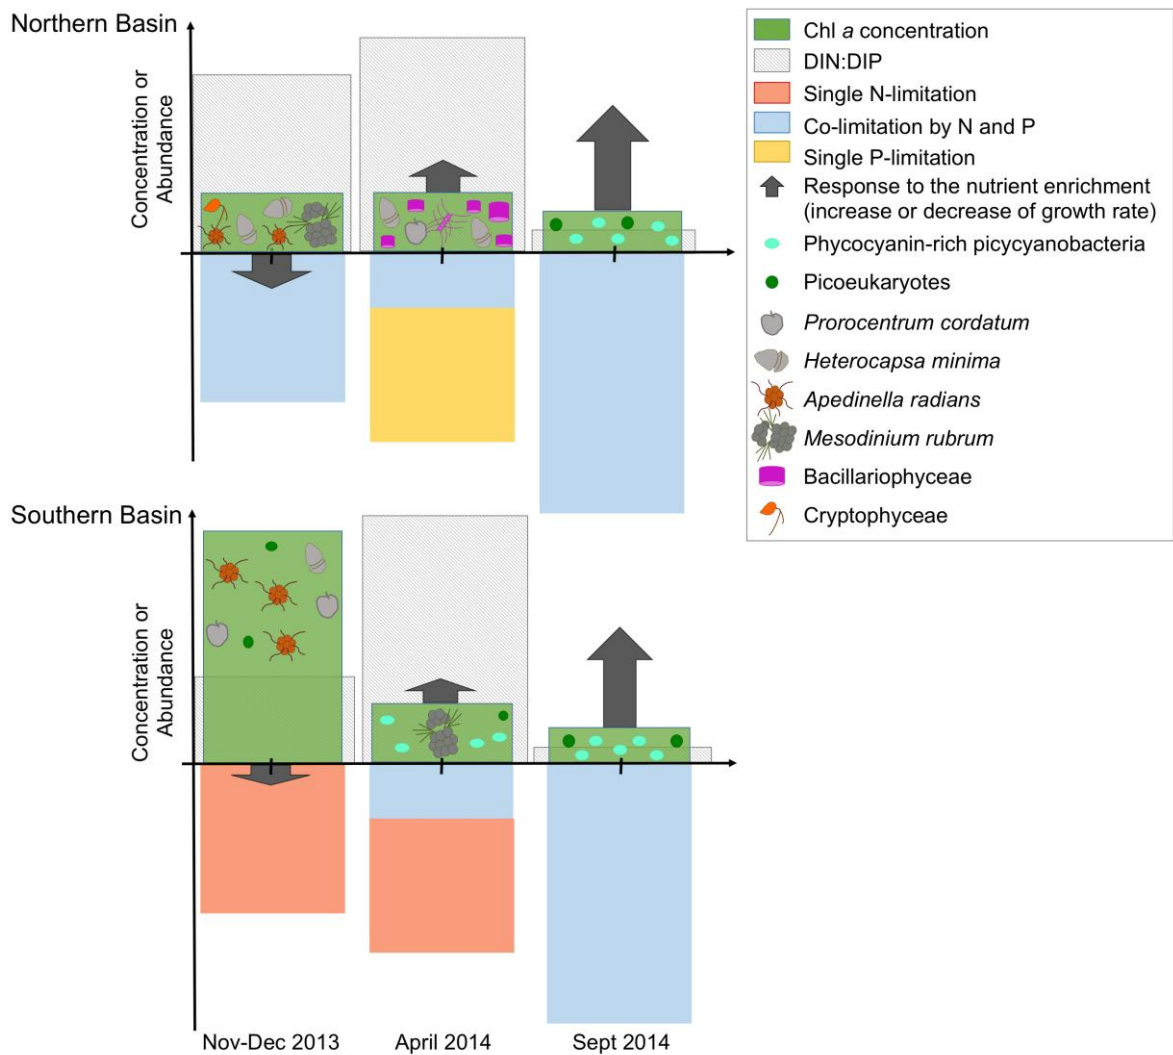 Northern Basin
Concentration or
Abundance
Chl a concentration
DIN:DIP
Single N-limitation
Co-limitation by N and P
Single P-limitation
Response to the nutrient enrichment
(increase or decrease of growth rate)
Phycocyanin-rich picycyanobacteria
Picoeukaryotes
Prorocentrum cordatum
Heterocapsa minima
Apedinella radians
Mesodinium rubrum
Bacillariophyceae
Cryptophyceae
Southern Basin
Concentration or
Abundance
Nov-Dec 2013
April 2014
Sept 2014